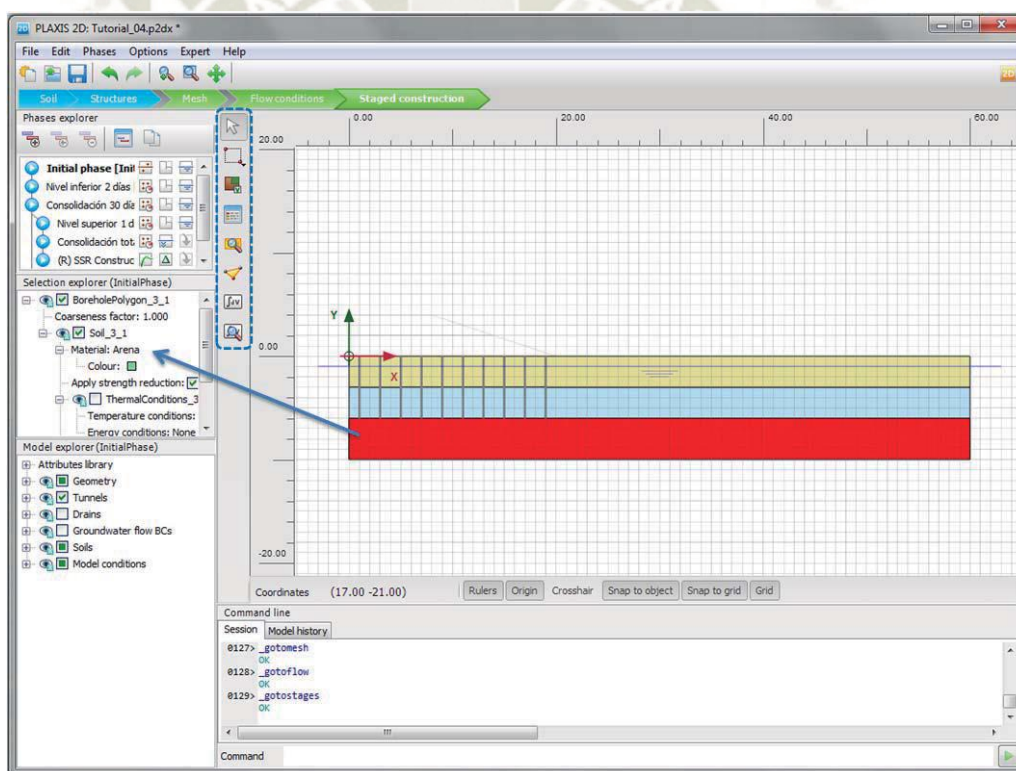 PLAXIS 2D: Tutorial_04.p2dx *
File Edit Phases Options Expert Help
Soil Structures Mesh Flow conditions Staged construction
Phases explorer
Initial phase [Init
Nivel inferior 2 días
Consolidación 30 día
Nivel superior 1 d
Consolidación tot
(R) SSR Construc
Selection explorer (InitialPhase)
BoreholePolygon_3_1
Coarseness factor: 1.000
Soil_3_1
Material: Arena
Colour:
Apply strength reduction:
ThermalConditions_3
Temperature conditions:
Energy conditions: None
Model explorer (InitialPhase)
Attributes library
Geometry
Tunnels
Drains
Groundwater flow BCs
Soils
Model conditions
0.00 20.00 40.00 60.00
20.00
0.00
-20.00
Y
X
Coordinates (17.00 -21.00) Rulers Origin Crosshair Snap to object Snap to grid Grid
Command line
Session Model history
0127> _gotomesh
OK
0128> _gotoflow
OK
0129> _gotostages
OK
Command